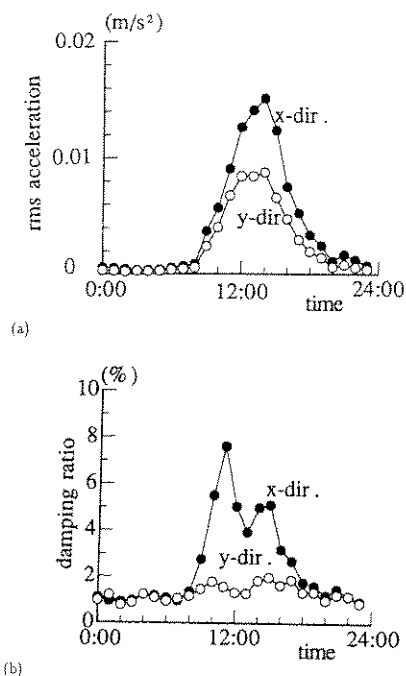 (m/s²)
0.02
0.01
0
rms acceleration
x-dir .
y-dir
0:00 12:00 24:00
time
(a)
(%)
10
8
6
4
2
0
damping ratio
x-dir .
y-dir .
0:00 12:00 24:00
time
(b)